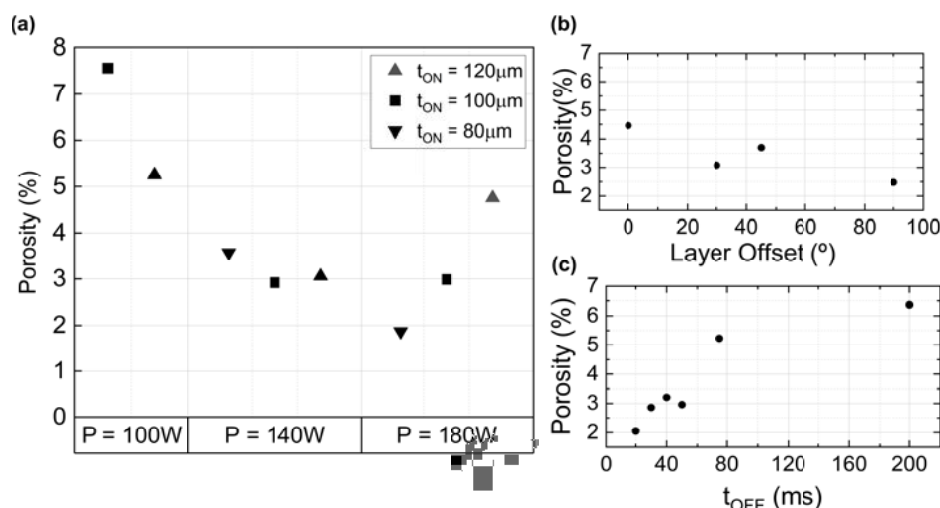 (a)
8
7
6
5
4
3
2
1
0
Porosity (%)
t_ON = 120μm
t_ON = 100μm
t_ON = 80μm
P = 100W P = 140W P = 180W
(b)
7
6
5
4
3
2
Porosity(%)
0 20 40 60 80 100
Layer Offset (º)
(c)
7
6
5
4
3
2
Porosity (%)
0 40 80 120 160 200
t_OFF (ms)